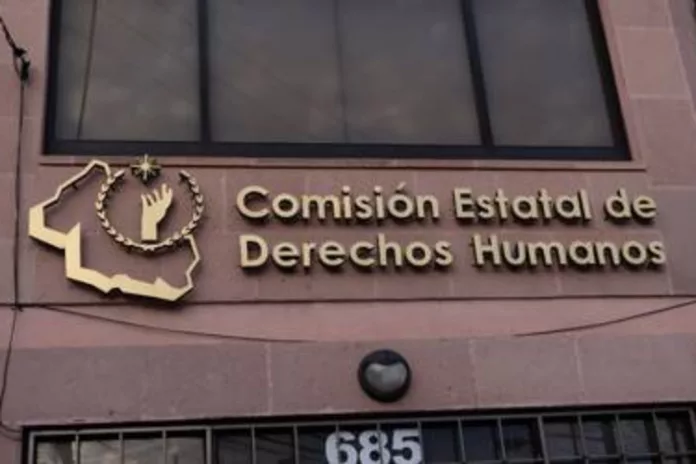 Comisión Estatal de
Derechos Humanos
685